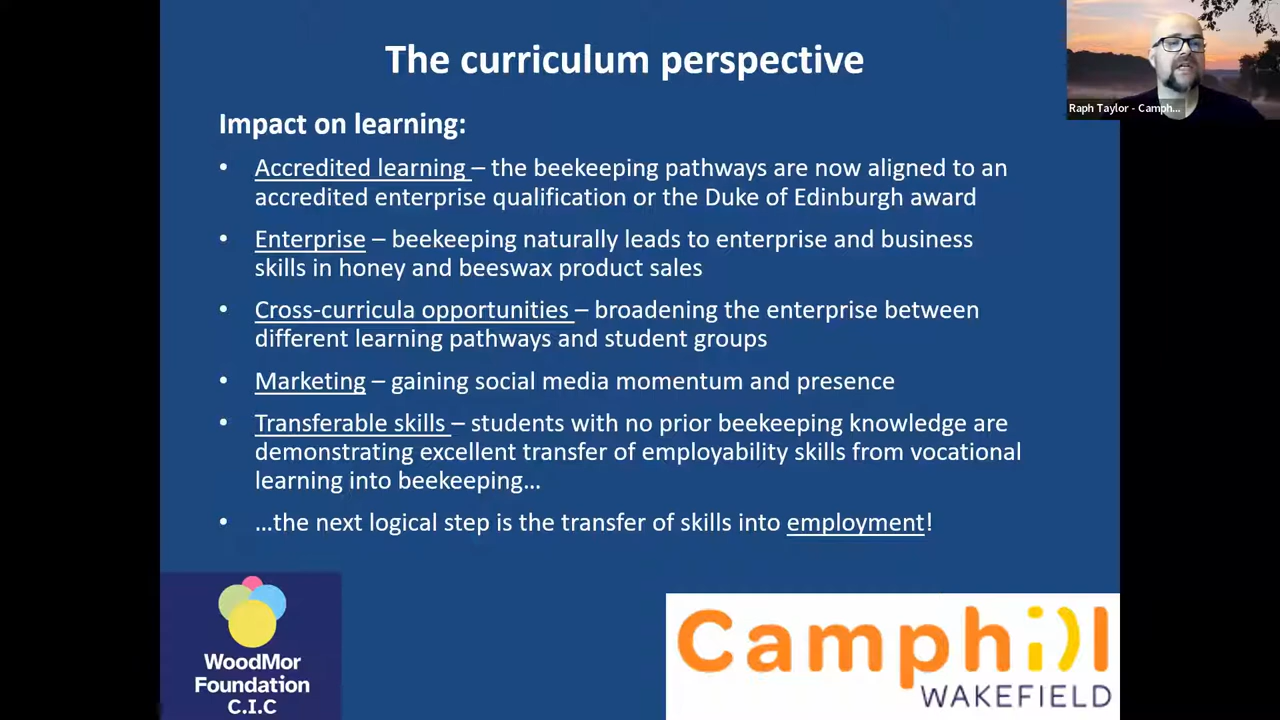 The curriculum perspective
Raph Taylor - Camph...
Impact on learning:
• Accredited learning – the beekeeping pathways are now aligned to an
accredited enterprise qualification or the Duke of Edinburgh award
• Enterprise – beekeeping naturally leads to enterprise and business
skills in honey and beeswax product sales
• Cross-curricula opportunities – broadening the enterprise between
different learning pathways and student groups
• Marketing – gaining social media momentum and presence
• Transferable skills – students with no prior beekeeping knowledge are
demonstrating excellent transfer of employability skills from vocational
learning into beekeeping…
• …the next logical step is the transfer of skills into employment!
WoodMor
Foundation
C.I.C
Camphill
WAKEFIELD